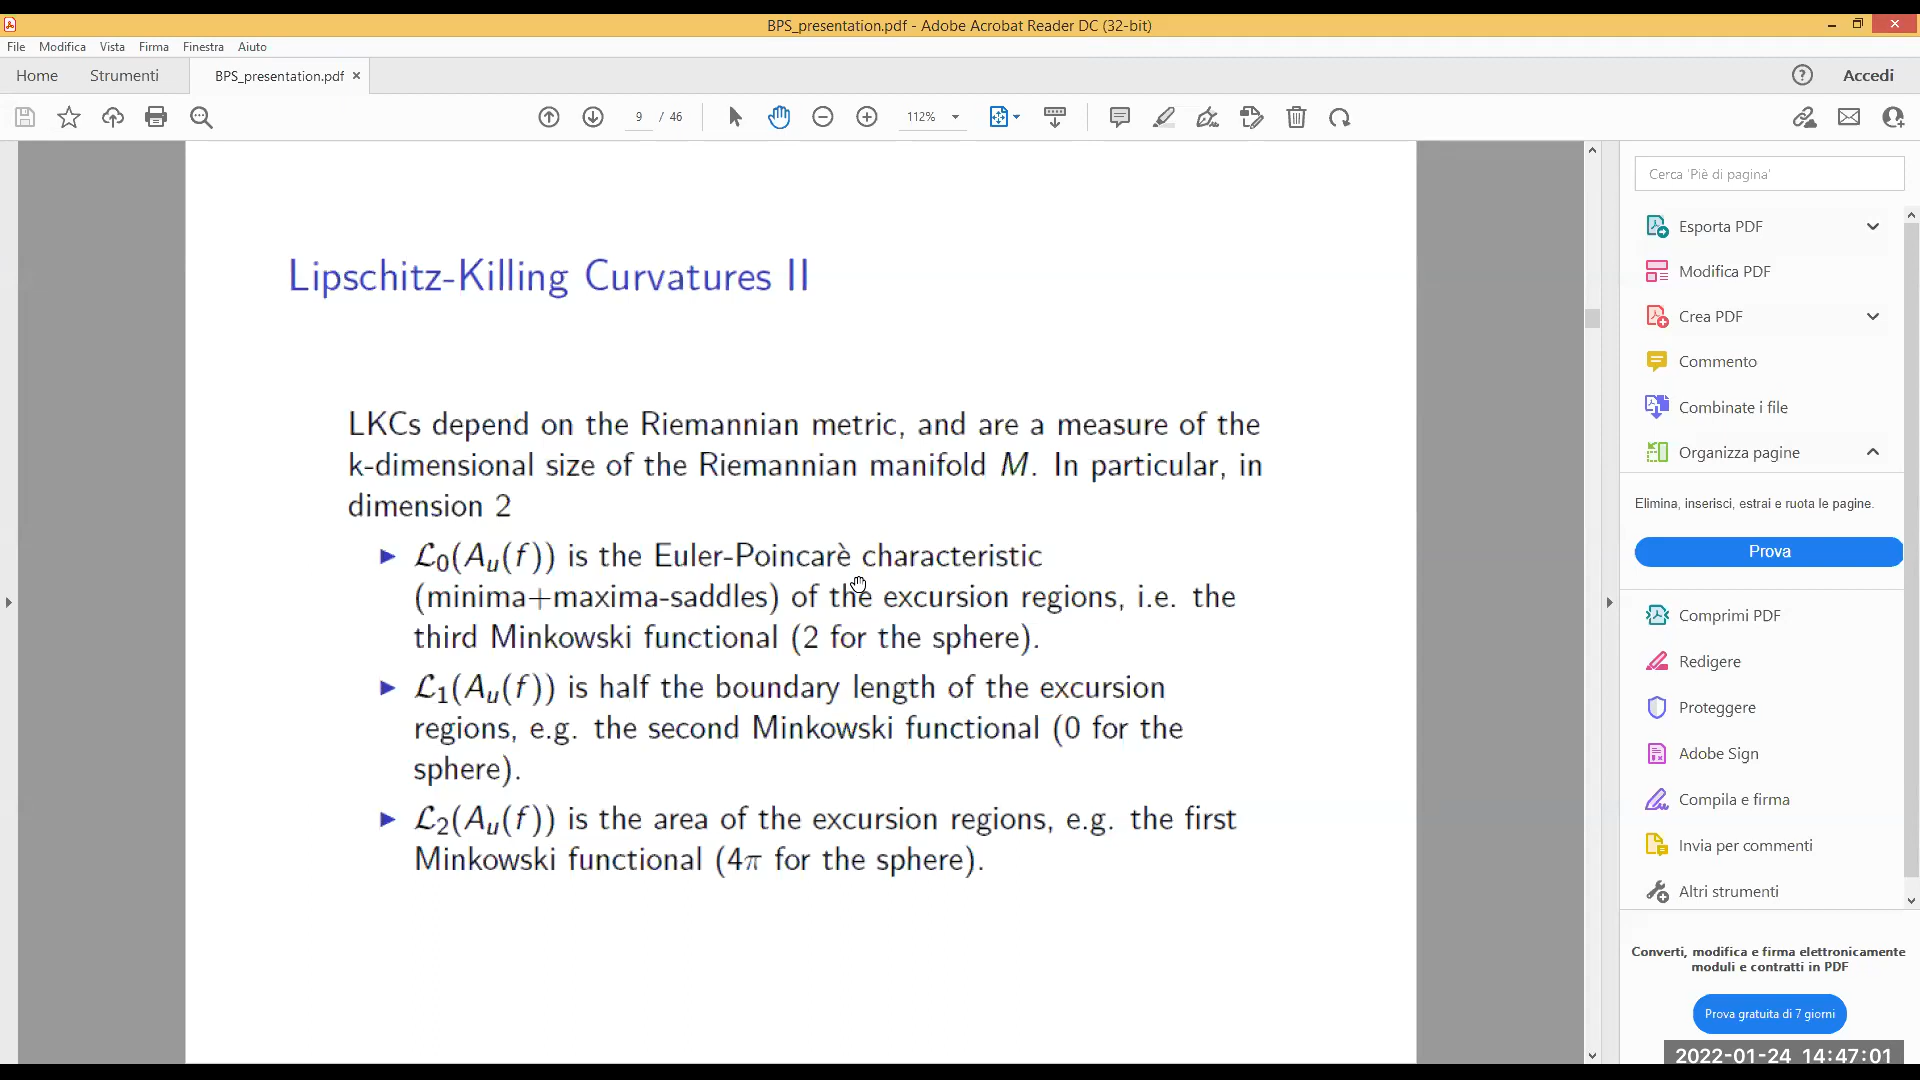 BPS_presentation.pdf - Adobe Acrobat Reader DC (32-bit)
File Modifica Vista Firma Finestra Aiuto
Home Strumenti BPS_presentation.pdf × Accedi
9 / 46 112%
Lipschitz-Killing Curvatures II
LKCs depend on the Riemannian metric, and are a measure of the
k-dimensional size of the Riemannian manifold M. In particular, in
dimension 2
▶ ℒ₀(Aᵤ(f)) is the Euler-Poincarè characteristic
(minima+maxima-saddles) of the excursion regions, i.e. the
third Minkowski functional (2 for the sphere).
▶ ℒ₁(Aᵤ(f)) is half the boundary length of the excursion
regions, e.g. the second Minkowski functional (0 for the
sphere).
▶ ℒ₂(Aᵤ(f)) is the area of the excursion regions, e.g. the first
Minkowski functional (4π for the sphere).
Cerca 'Piè di pagina'
Esporta PDF
Modifica PDF
Crea PDF
Commento
Combinate i file
Organizza pagine
Elimina, inserisci, estrai e ruota le pagine.
Prova
Comprimi PDF
Redigere
Proteggere
Adobe Sign
Compila e firma
Invia per commenti
Altri strumenti
Converti, modifica e firma elettronicamente
moduli e contratti in PDF
Prova gratuita di 7 giorni
2022-01-24 14:47:01